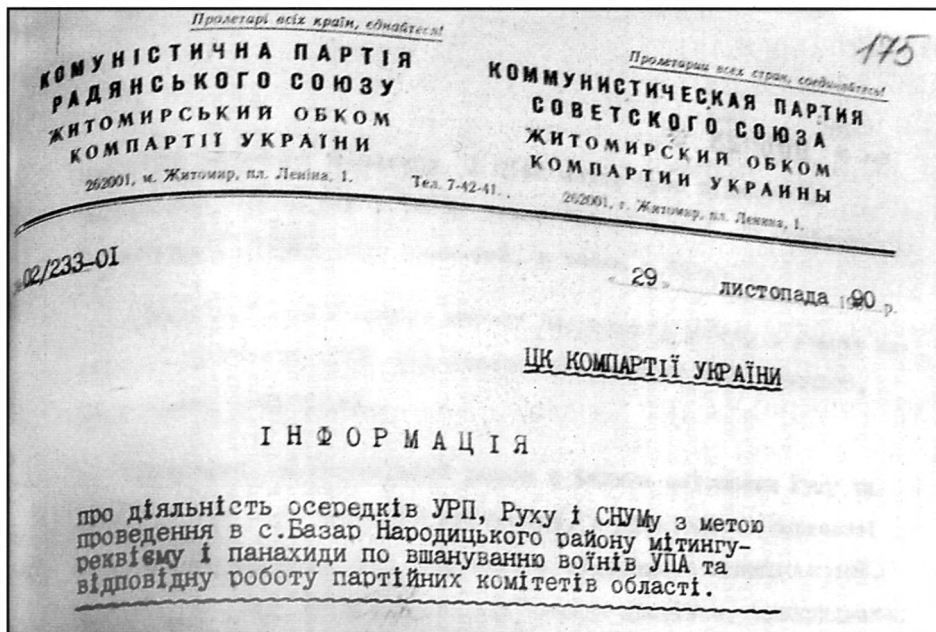 Пролетарі всіх країн, єднайтеся!
КОМУНІСТИЧНА ПАРТІЯ
РАДЯНСЬКОГО СОЮЗУ
ЖИТОМИРСЬКИЙ ОБКОМ
КОМПАРТІЇ УКРАЇНИ
262001, м. Житомир, пл. Леніна, 1.
Тел. 7-42-41.
175
Пролетарии всех стран, соединяйтесь!
КОММУНИСТИЧЕСКАЯ ПАРТИЯ
СОВЕТСКОГО СОЮЗА
ЖИТОМИРСКИЙ ОБКОМ
КОМПАРТИИ УКРАИНЫ
262001, г. Житомир, пл. Ленина, 1.
02/233-01
"29" листопада 1990 р.
ЦК КОМПАРТІЇ УКРАЇНИ
ІНФОРМАЦІЯ
про діяльність осередків УРП, Руху і СНУМу з метою
проведення в с.Базар Народицького району мітингу-
реквієму і панахиди по вшануванню воїнів УПА та
відповідну роботу партійних комітетів області.